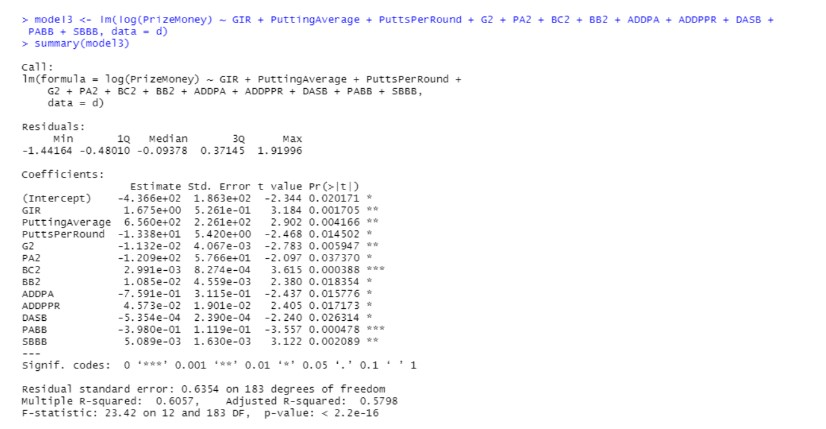 > model3 <- lm(log(PrizeMoney) ~ GIR + PuttingAverage + PuttsPerRound + G2 + PA2 + BC2 + BB2 + ADDPA + ADDPPR + DASB +
PABB + SBBB, data = d)
> summary(model3)
Call:
lm(formula = log(PrizeMoney) ~ GIR + PuttingAverage + PuttsPerRound +
G2 + PA2 + BC2 + BB2 + ADDPA + ADDPPR + DASB + PABB + SBBB,
data = d)
Residuals:
Min 1Q Median 3Q Max
-1.44164 -0.48010 -0.09378 0.37145 1.91996
Coefficients:
Estimate Std. Error t value Pr(>|t|)
(Intercept) -4.366e+02 1.863e+02 -2.344 0.020171 *
GIR 1.675e+00 5.261e-01 3.184 0.001705 **
PuttingAverage 6.560e+02 2.261e+02 2.902 0.004166 **
PuttsPerRound -1.338e+01 5.420e+00 -2.468 0.014502 *
G2 -1.132e-02 4.067e-03 -2.783 0.005947 **
PA2 -1.209e+02 5.766e+01 -2.097 0.037370 *
BC2 2.991e-03 8.274e-04 3.615 0.000388 ***
BB2 1.085e-02 4.559e-03 2.380 0.018354 *
ADDPA -7.591e-01 3.115e-01 -2.437 0.015776 *
ADDPPR 4.573e-02 1.901e-02 2.405 0.017173 *
DASB -5.354e-04 2.390e-04 -2.240 0.026314 *
PABB -3.980e-01 1.119e-01 -3.557 0.000478 ***
SBBB 5.089e-03 1.630e-03 3.122 0.002089 **
---
Signif. codes: 0 ‘***’ 0.001 ‘**’ 0.01 ‘*’ 0.05 ‘.’ 0.1 ‘ ’ 1
Residual standard error: 0.6354 on 183 degrees of freedom
Multiple R-squared: 0.6057, Adjusted R-squared: 0.5798
F-statistic: 23.42 on 12 and 183 DF, p-value: < 2.2e-16